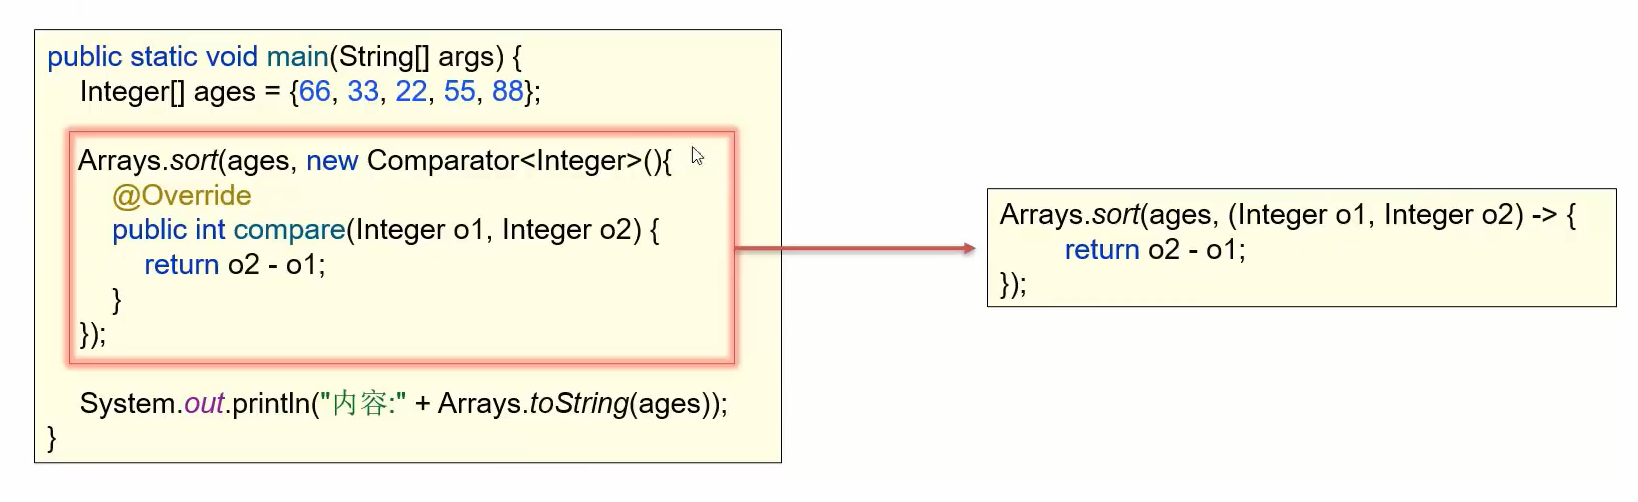 public static void main(String[] args) {
Integer[] ages = {66, 33, 22, 55, 88};
Arrays.sort(ages, new Comparator<Integer>(){
@Override
public int compare(Integer o1, Integer o2) {
return o2 - o1;
}
});
System.out.println("内容:" + Arrays.toString(ages));
}
Arrays.sort(ages, (Integer o1, Integer o2) -> {
return o2 - o1;
});